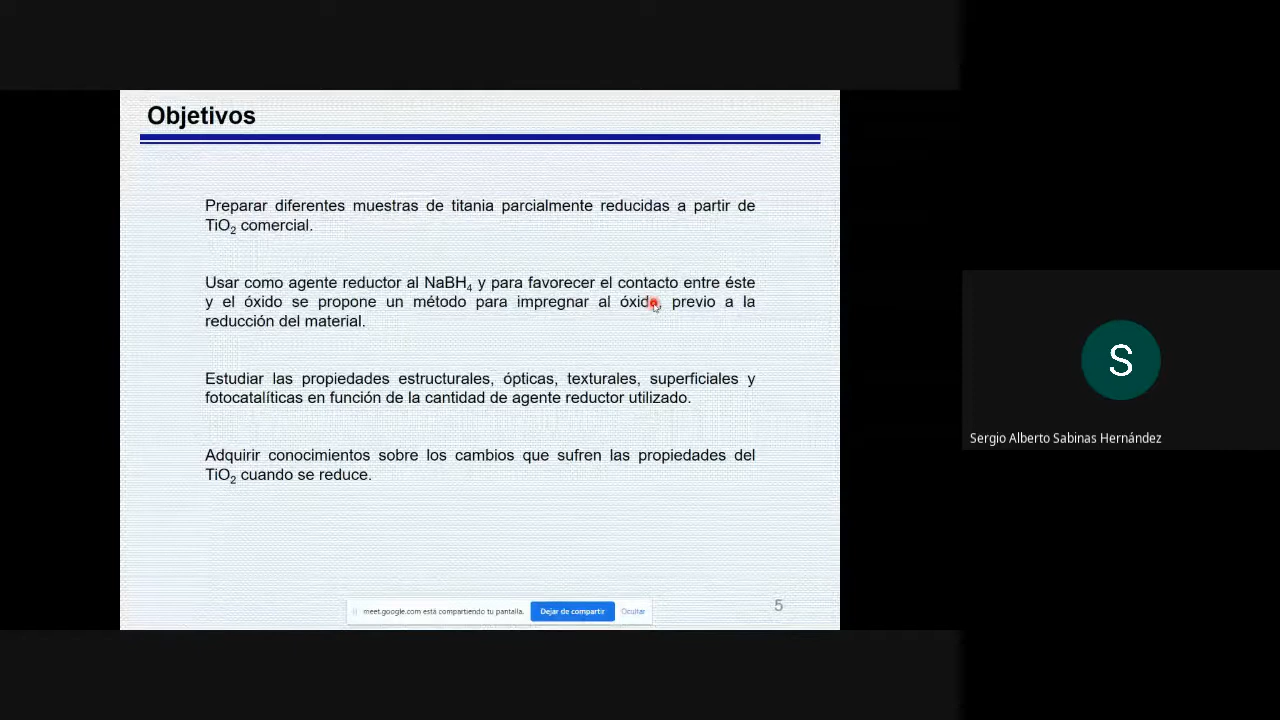 Objetivos
Preparar diferentes muestras de titania parcialmente reducidas a partir de
TiO₂ comercial.
Usar como agente reductor al NaBH₄ y para favorecer el contacto entre éste
y el óxido se propone un método para impregnar al óxido, previo a la
reducción del material.
Estudiar las propiedades estructurales, ópticas, texturales, superficiales y
fotocatalíticas en función de la cantidad de agente reductor utilizado.
Adquirir conocimientos sobre los cambios que sufren las propiedades del
TiO₂ cuando se reduce.
meet.google.com está compartiendo tu pantalla. Dejar de compartir Ocultar
5
S
Sergio Alberto Sabinas Hernández